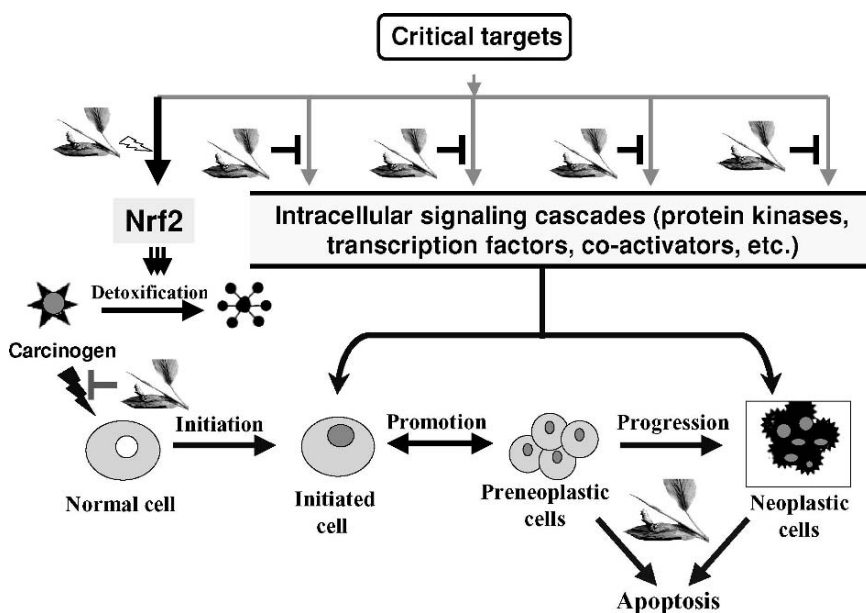 Critical targets
Nrf2
Intracellular signaling cascades (protein kinases,
transcription factors, co-activators, etc.)
Detoxification
Carcinogen
Initiation
Promotion
Progression
Normal cell
Initiated
cell
Preneoplastic
cells
Neoplastic
cells
Apoptosis